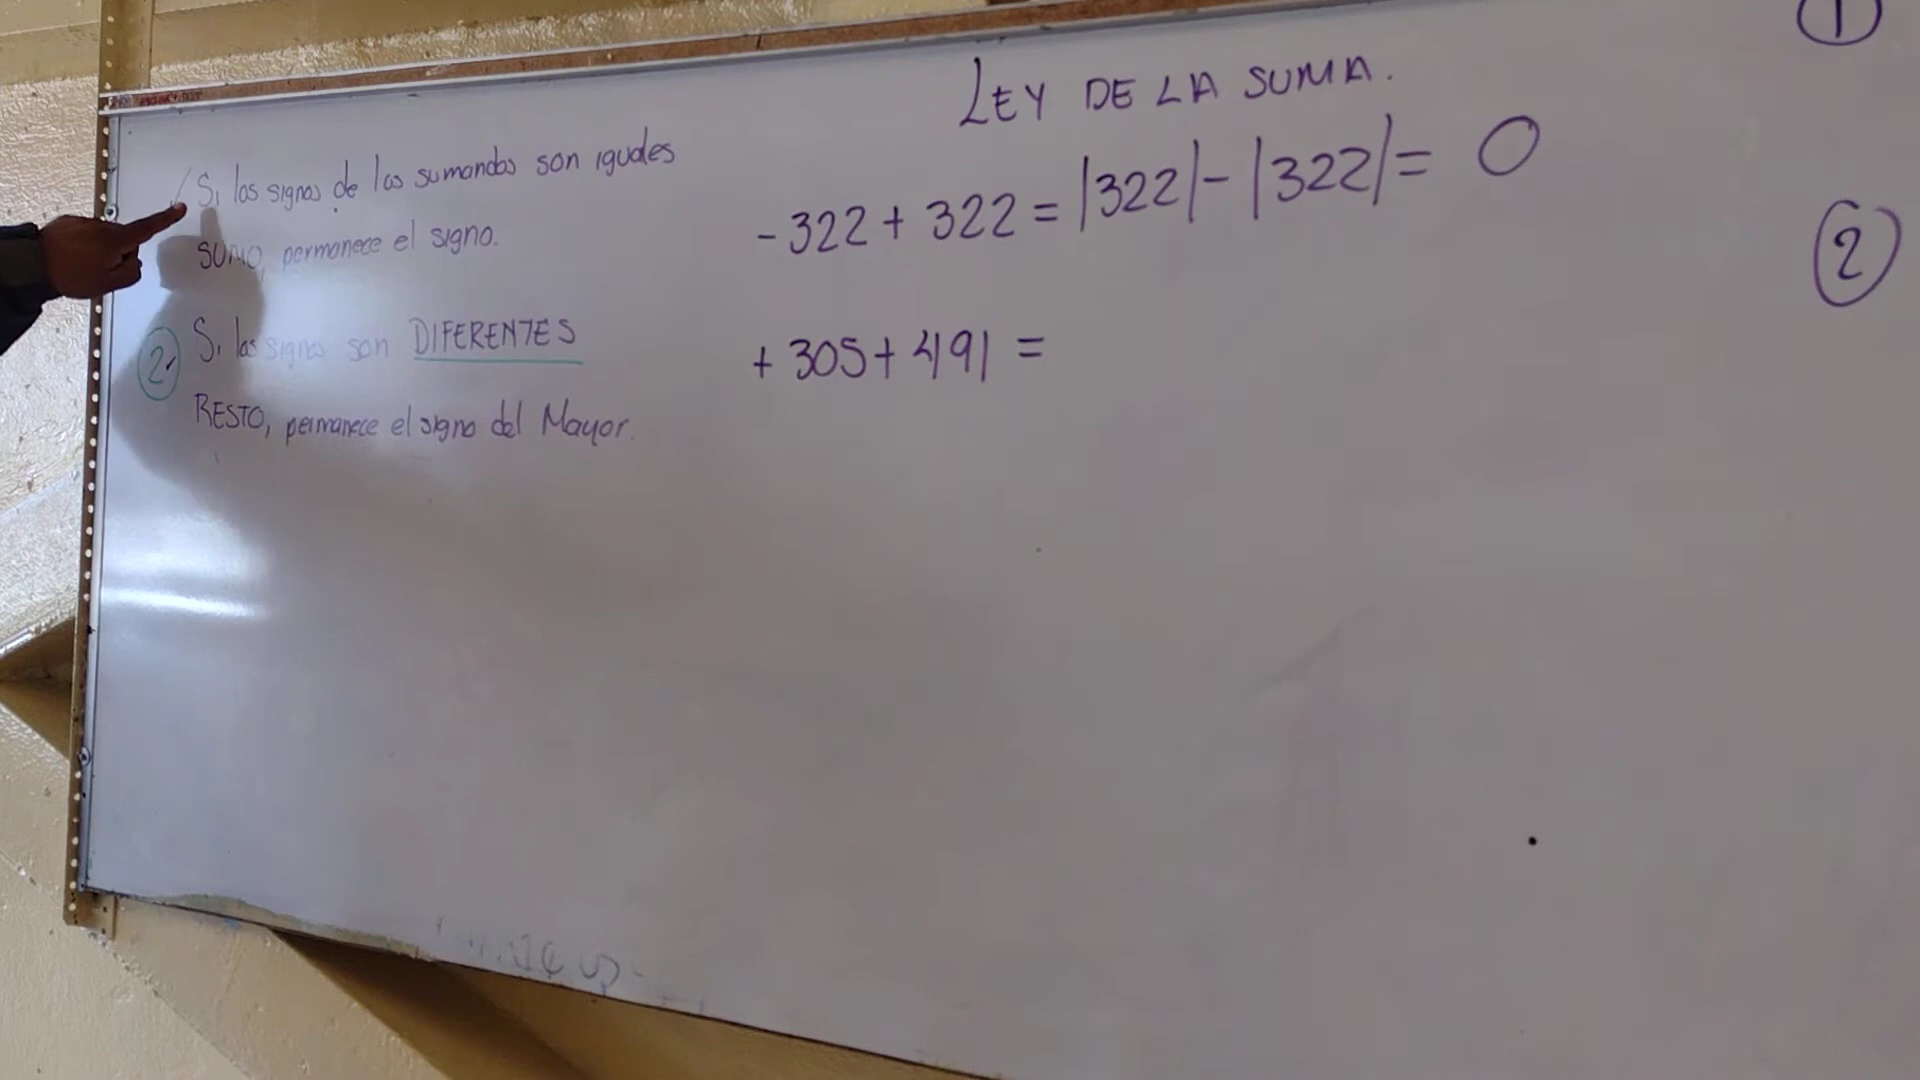 LEY DE LA SUMA.
Si los signos de los sumandos son iguales
SUMO, permanece el signo.
2. Si los signos son DIFERENTES
RESTO, permanece el signo del Mayor.
- 322 + 322 = |322| - |322| = 0
+ 305 + 491 =
1
2